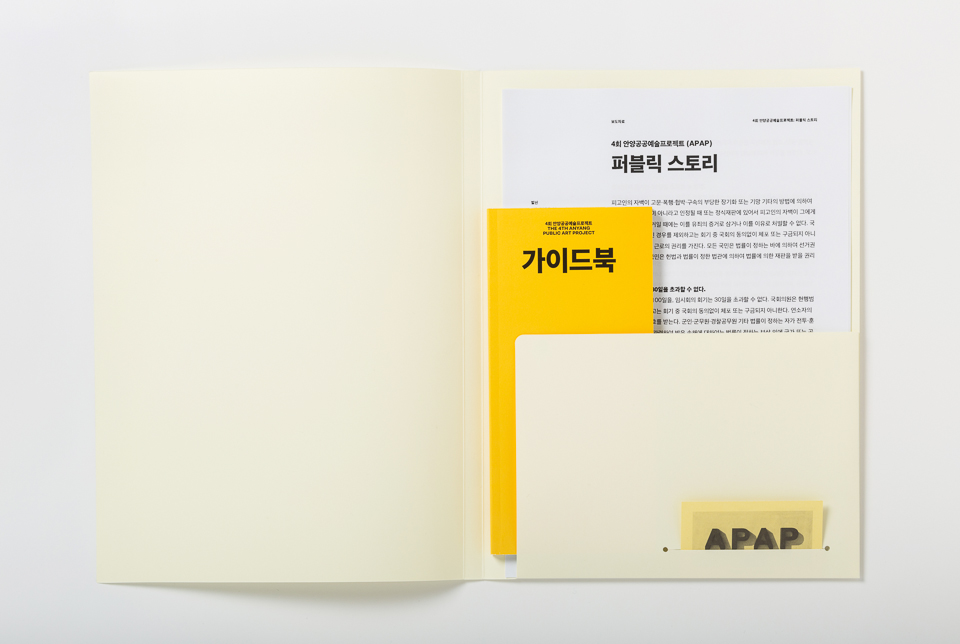 보도자료
4회 안양공공예술프로젝트: 퍼블릭 스토리
4회 안양공공예술프로젝트 (APAP)
퍼블릭 스토리
발신
피고인의 자백이 고문·폭행·협박·구속의 부당한 장기화 또는 기망 기타의 방법에 의하여
아니라고 인정될 때 또는 정식재판에 있어서 피고인의 자백이 그에게
때에는 이를 유죄의 증거로 삼거나 이를 이유로 처벌할 수 없다. 국
경우를 제외하고는 회기 중 국회의 동의없이 체포 또는 구금되지 아니
근로의 권리를 가진다. 모든 국민은 법률이 정하는 바에 의하여 선거권
은 헌법과 법률이 정한 법관에 의하여 법률에 의한 재판을 받을 권리
30일을 초과할 수 없다.
100일을, 임시회의 회기는 30일을 초과할 수 없다. 국회의원은 현행범
는 회기 중 국회의 동의없이 체포 또는 구금되지 아니한다. 연소자의
를 받는다. 군인·군무원·경찰공무원 기타 법률이 정하는 자가 전투·훈
4회 안양공공예술프로젝트
THE 4TH ANYANG
PUBLIC ART PROJECT
가이드북
APAP